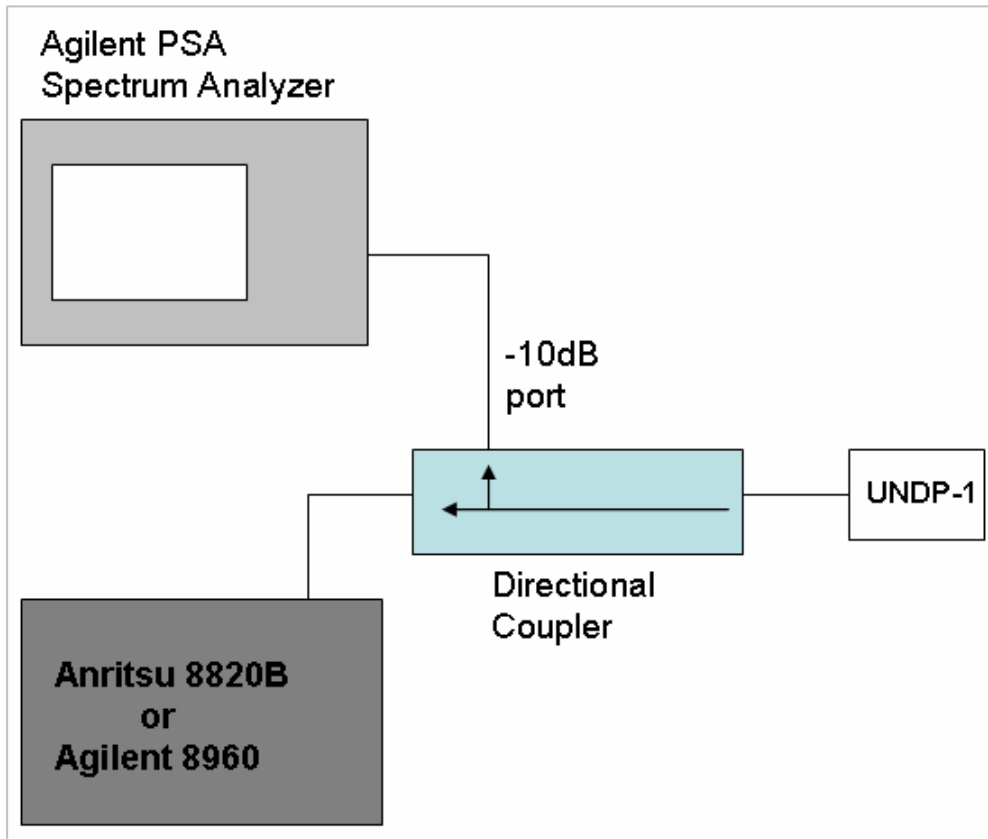 Agilent PSA
Spectrum Analyzer
-10dB
port
UNDP-1
Directional
Coupler
Anritsu 8820B
or
Agilent 8960